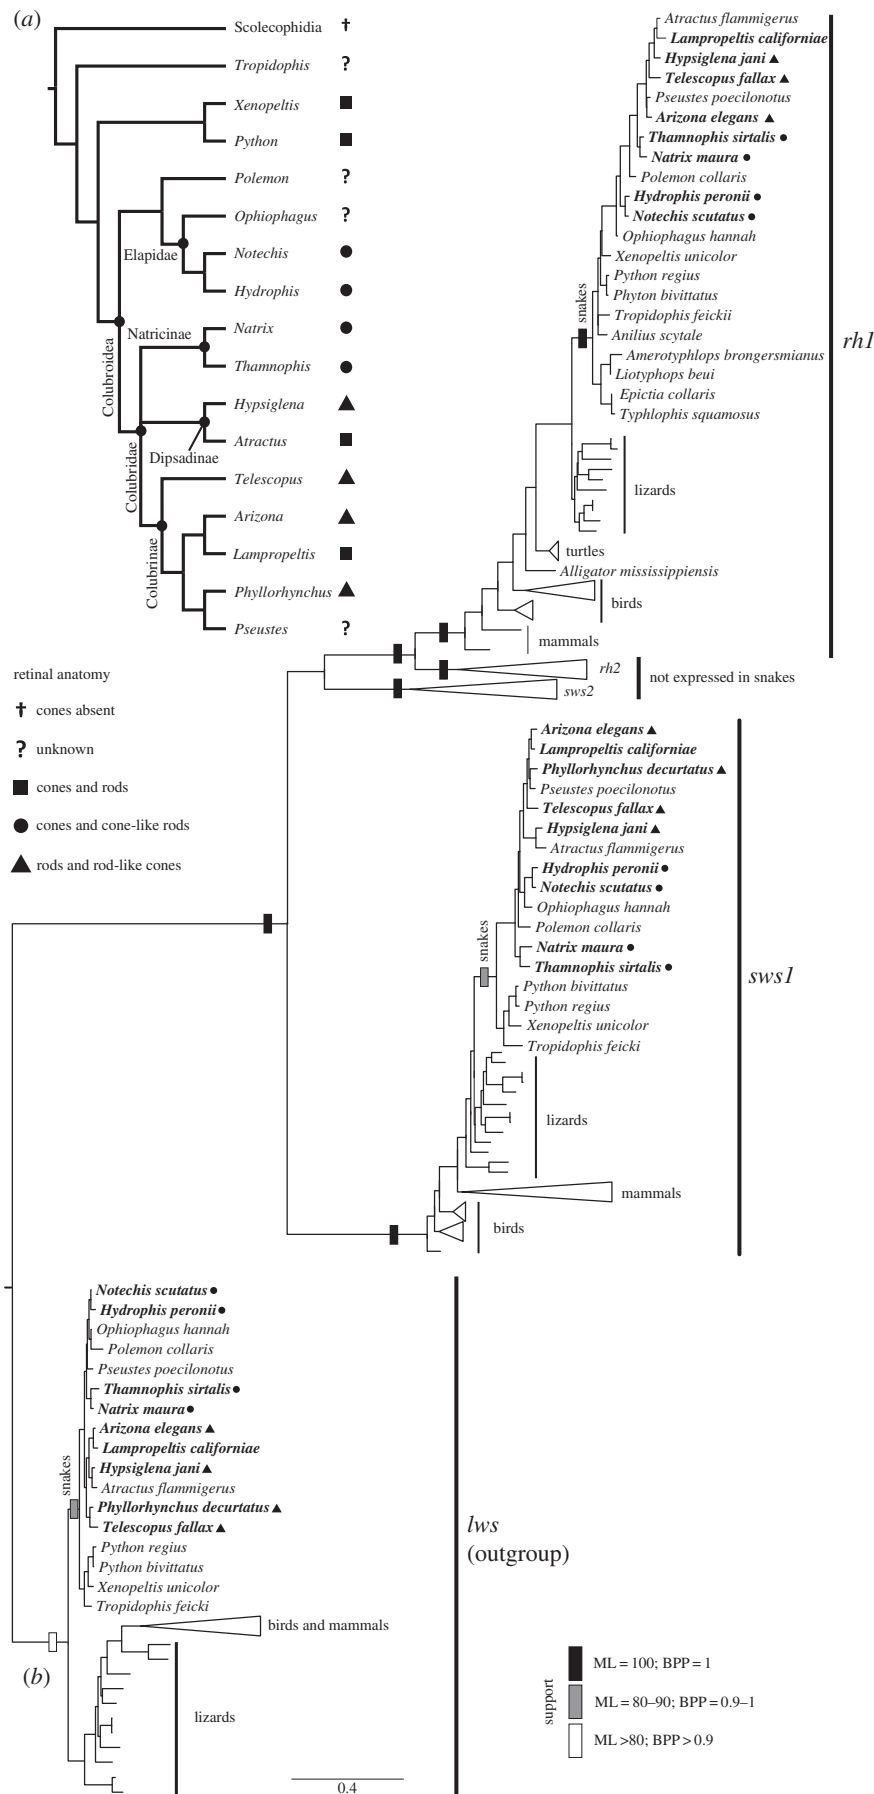 (a)
Scolecophidia †
Tropidophis ?
Xenopeltis
Python
Polemon ?
Ophiophagus ?
Elapidae
Notechis
Hydrophis
Natricinae
Natrix
Thamnophis
Colubroidea
Hypsiglena
Atractus
Dipsadinae
Colubridae
Telescopus
Arizona
Lampropeltis
Colubrinae
Phyllorhynchus
Pseustes ?
retinal anatomy
† cones absent
? unknown
cones and rods
cones and cone-like rods
rods and rod-like cones
Atractus flammigerus
Lampropeltis californiae
Hypsiglena jani
Telescopus fallax
Pseustes poecilonotus
Arizona elegans
Thamnophis sirtalis
Natrix maura
Polemon collaris
Hydrophis peronii
Notechis scutatus
Ophiophagus hannah
Xenopeltis unicolor
Python regius
Phyton bivittatus
Tropidophis feickii
Anilius scytale
Amerotyphlops brongersmianus
Liotyphops beui
Epictia collaris
Typhlophis squamosus
snakes
rh1
lizards
turtles
Alligator mississippiensis
birds
mammals
rh2
sws2
not expressed in snakes
Arizona elegans
Lampropeltis californiae
Phyllorhynchus decurtatus
Pseustes poecilonotus
Telescopus fallax
Hypsiglena jani
Atractus flammigerus
Hydrophis peronii
Notechis scutatus
Ophiophagus hannah
Polemon collaris
Natrix maura
Thamnophis sirtalis
Python bivittatus
Python regius
Xenopeltis unicolor
Tropidophis feicki
snakes
sws1
lizards
mammals
birds
Notechis scutatus
Hydrophis peronii
Ophiophagus hannah
Polemon collaris
Pseustes poecilonotus
Thamnophis sirtalis
Natrix maura
Arizona elegans
Lampropeltis californiae
Hypsiglena jani
Atractus flammigerus
Phyllorhynchus decurtatus
Telescopus fallax
Python regius
Python bivittatus
Xenopeltis unicolor
Tropidophis feicki
snakes
lws
(outgroup)
birds and mammals
(b)
lizards
0.4
support
ML = 100; BPP = 1
ML = 80–90; BPP = 0.9–1
ML >80; BPP > 0.9